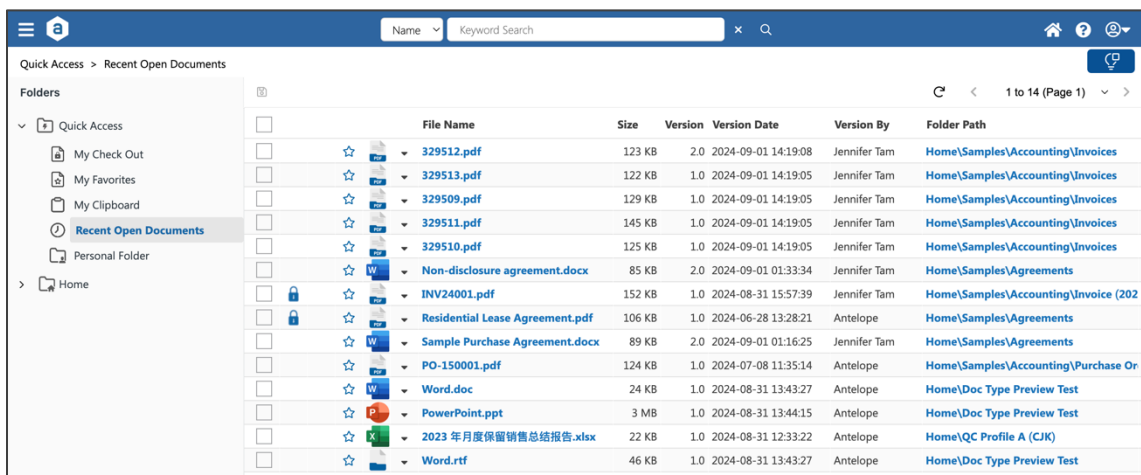 a
Name
Keyword Search
Quick Access > Recent Open Documents
Folders
1 to 14 (Page 1)
Quick Access
My Check Out
My Favorites
My Clipboard
Recent Open Documents
Personal Folder
Home
File Name Size Version Version Date Version By Folder Path
PDF 329512.pdf 123 KB 2.0 2024-09-01 14:19:08 Jennifer Tam Home\Samples\Accounting\Invoices
PDF 329513.pdf 122 KB 1.0 2024-09-01 14:19:05 Jennifer Tam Home\Samples\Accounting\Invoices
PDF 329509.pdf 129 KB 1.0 2024-09-01 14:19:05 Jennifer Tam Home\Samples\Accounting\Invoices
PDF 329511.pdf 145 KB 1.0 2024-09-01 14:19:05 Jennifer Tam Home\Samples\Accounting\Invoices
PDF 329510.pdf 125 KB 1.0 2024-09-01 14:19:05 Jennifer Tam Home\Samples\Accounting\Invoices
W Non-disclosure agreement.docx 85 KB 2.0 2024-09-01 01:33:34 Jennifer Tam Home\Samples\Agreements
PDF INV24001.pdf 152 KB 1.0 2024-08-31 15:57:39 Jennifer Tam Home\Samples\Accounting\Invoice (202
PDF Residential Lease Agreement.pdf 106 KB 1.0 2024-06-28 13:28:21 Antelope Home\Samples\Agreements
W Sample Purchase Agreement.docx 89 KB 2.0 2024-09-01 01:16:25 Jennifer Tam Home\Samples\Agreements
PDF PO-150001.pdf 124 KB 1.0 2024-07-08 11:35:14 Antelope Home\Samples\Accounting\Purchase Or
W Word.doc 24 KB 1.0 2024-08-31 13:43:27 Antelope Home\Doc Type Preview Test
P PowerPoint.ppt 3 MB 1.0 2024-08-31 13:44:15 Antelope Home\Doc Type Preview Test
X 2023 年月度保留销售总结报告.xlsx 22 KB 1.0 2024-08-31 12:33:22 Antelope Home\QC Profile A (CJK)
Word.rtf 46 KB 1.0 2024-08-31 13:43:27 Antelope Home\Doc Type Preview Test